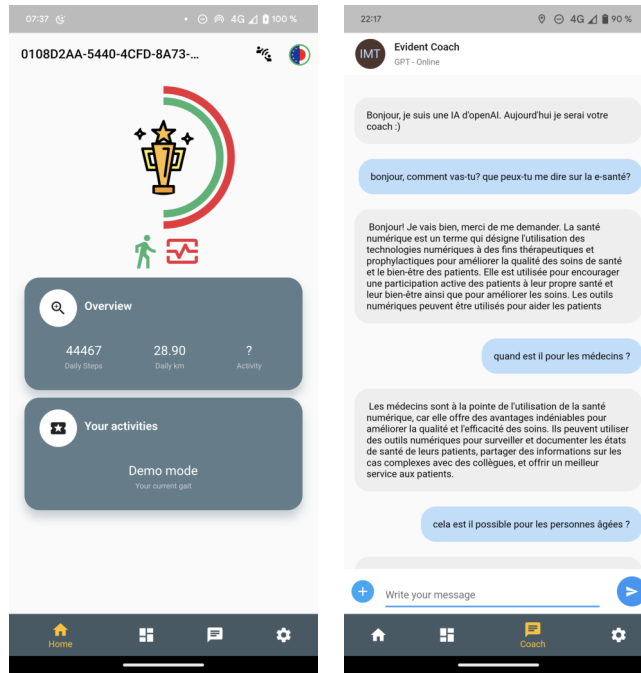 07:37 4G 100 %
0108D2AA-5440-4CFD-8A73-...
Overview
44467 28.90 ?
Daily Steps Daily km Activity
Your activities
Demo mode
Your current gait
Home
22:17 4G 90 %
IMT
Evident Coach
GPT - Online
Bonjour, je suis une IA d'openAI. Aujourd'hui je serai votre
coach :)
bonjour, comment vas-tu? que peux-tu me dire sur la e-santé?
Bonjour! Je vais bien, merci de me demander. La santé
numérique est un terme qui désigne l'utilisation des
technologies numériques à des fins thérapeutiques et
prophylactiques pour améliorer la qualité des soins de santé
et le bien-être des patients. Elle est utilisée pour encourager
une participation active des patients à leur propre santé et
leur bien-être ainsi que pour améliorer les soins. Les outils
numériques peuvent être utilisés pour aider les patients
quand est il pour les médecins ?
Les médecins sont à la pointe de l'utilisation de la santé
numérique, car elle offre des avantages indéniables pour
améliorer la qualité et l'efficacité des soins. Ils peuvent utiliser
des outils numériques pour surveiller et documenter les états
de santé de leurs patients, partager des informations sur les
cas complexes avec des collègues, et offrir un meilleur
service aux patients.
cela est il possible pour les personnes âgées ?
Write your message
Coach